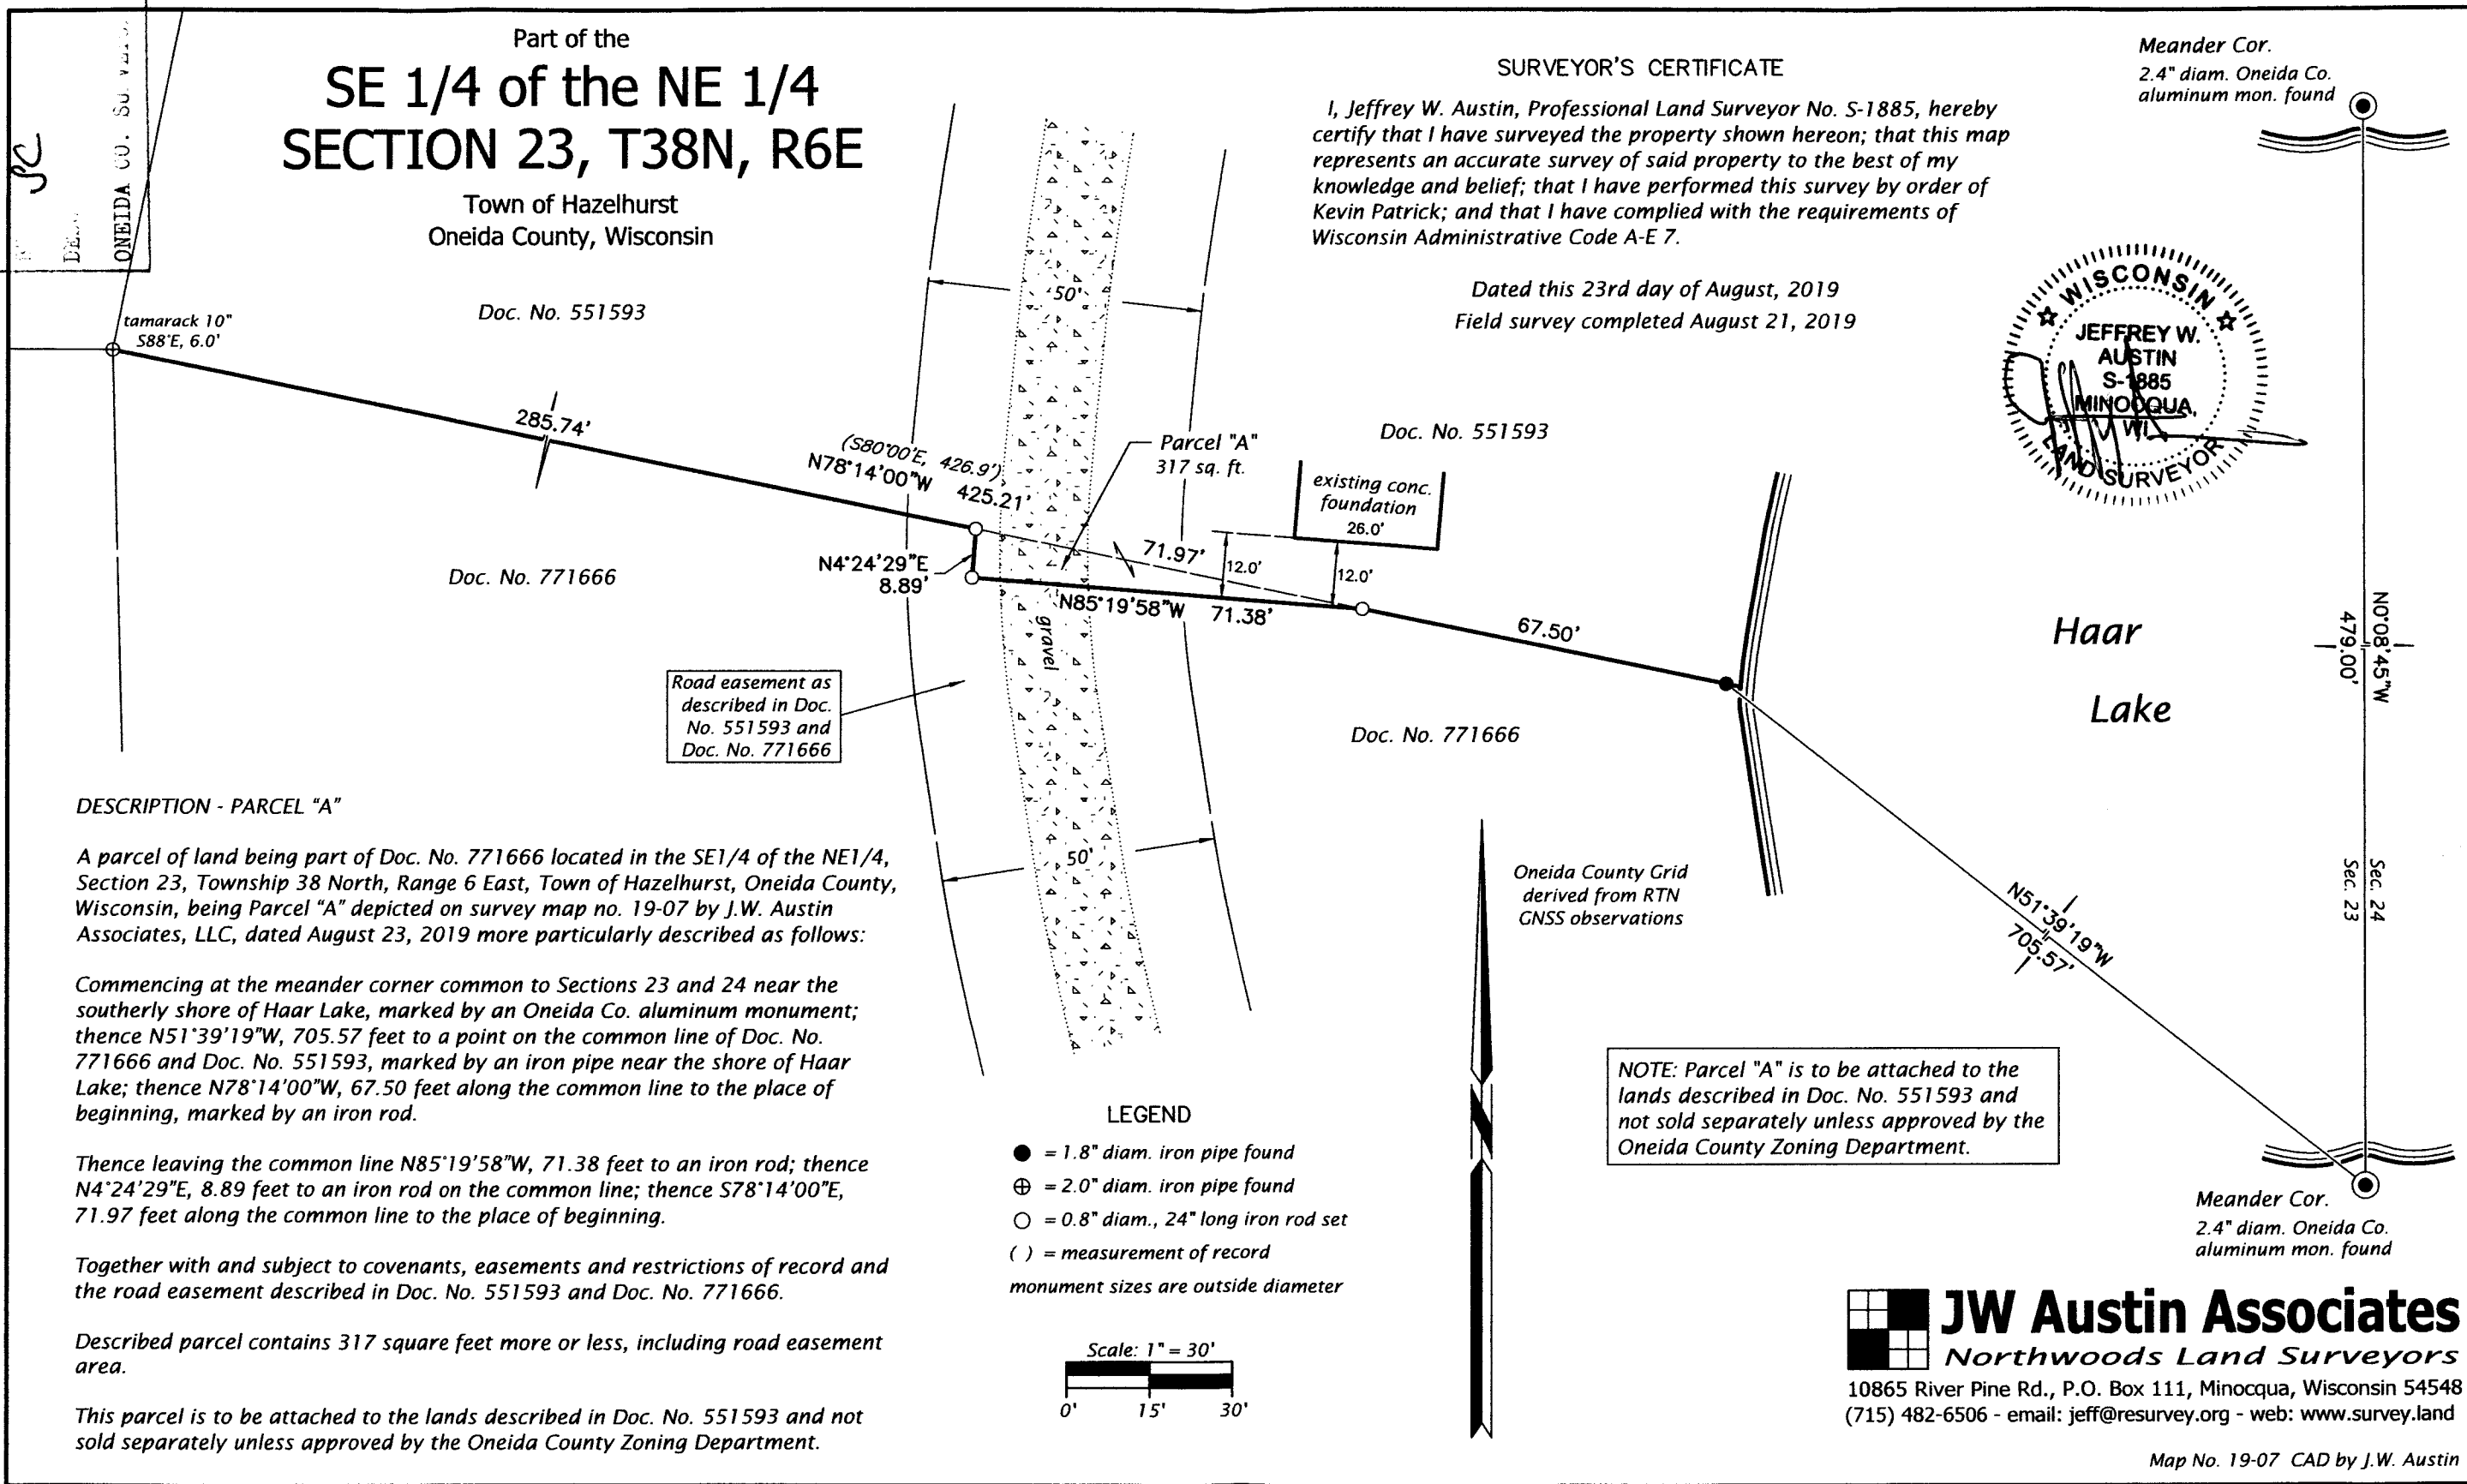 Part of the
SE 1/4 of the NE 1/4
SECTION 23, T38N, R6E
Town of Hazelhurst
Oneida County, Wisconsin
ONEIDA CO.
SURVEYOR'S CERTIFICATE
I, Jeffrey W. Austin, Professional Land Surveyor No. S-1885, hereby
certify that I have surveyed the property shown hereon; that this map
represents an accurate survey of said property to the best of my
knowledge and belief; that I have performed this survey by order of
Kevin Patrick; and that I have complied with the requirements of
Wisconsin Administrative Code A-E 7.
Dated this 23rd day of August, 2019
Field survey completed August 21, 2019
Meander Cor.
2.4" diam. Oneida Co.
aluminum mon. found
WISCONSIN
JEFFREY W.
AUSTIN
S-1885
MINOCQUA,
WI
LAND SURVEYOR
tamarack 10"
S88°E, 6.0'
Doc. No. 551593
285.74'
50'
(S80°00'E, 426.9')
N78°14'00"W 425.21'
Parcel "A"
317 sq. ft.
Doc. No. 551593
existing conc.
foundation
26.0'
71.97'
12.0'
12.0'
N4°24'29"E
8.89'
Doc. No. 771666
N85°19'58"W 71.38'
gravel
67.50'
Haar
Lake
N0°08'45"W
479.00'
Road easement as
described in Doc.
No. 551593 and
Doc. No. 771666
Doc. No. 771666
50'
Sec. 24
Sec. 23
N51°39'19"W
705.57'
Oneida County Grid
derived from RTN
GNSS observations
DESCRIPTION - PARCEL "A"
A parcel of land being part of Doc. No. 771666 located in the SE1/4 of the NE1/4,
Section 23, Township 38 North, Range 6 East, Town of Hazelhurst, Oneida County,
Wisconsin, being Parcel "A" depicted on survey map no. 19-07 by J.W. Austin
Associates, LLC, dated August 23, 2019 more particularly described as follows:
Commencing at the meander corner common to Sections 23 and 24 near the
southerly shore of Haar Lake, marked by an Oneida Co. aluminum monument;
thence N51°39'19"W, 705.57 feet to a point on the common line of Doc. No.
771666 and Doc. No. 551593, marked by an iron pipe near the shore of Haar
Lake; thence N78°14'00"W, 67.50 feet along the common line to the place of
beginning, marked by an iron rod.
Thence leaving the common line N85°19'58"W, 71.38 feet to an iron rod; thence
N4°24'29"E, 8.89 feet to an iron rod on the common line; thence S78°14'00"E,
71.97 feet along the common line to the place of beginning.
Together with and subject to covenants, easements and restrictions of record and
the road easement described in Doc. No. 551593 and Doc. No. 771666.
Described parcel contains 317 square feet more or less, including road easement
area.
This parcel is to be attached to the lands described in Doc. No. 551593 and not
sold separately unless approved by the Oneida County Zoning Department.
LEGEND
= 1.8" diam. iron pipe found
= 2.0" diam. iron pipe found
= 0.8" diam., 24" long iron rod set
( ) = measurement of record
monument sizes are outside diameter
Scale: 1" = 30'
0' 15' 30'
N
NOTE: Parcel "A" is to be attached to the
lands described in Doc. No. 551593 and
not sold separately unless approved by the
Oneida County Zoning Department.
Meander Cor.
2.4" diam. Oneida Co.
aluminum mon. found
JW Austin Associates
Northwoods Land Surveyors
10865 River Pine Rd., P.O. Box 111, Minocqua, Wisconsin 54548
(715) 482-6506 - email: jeff@resurvey.org - web: www.survey.land
Map No. 19-07 CAD by J.W. Austin